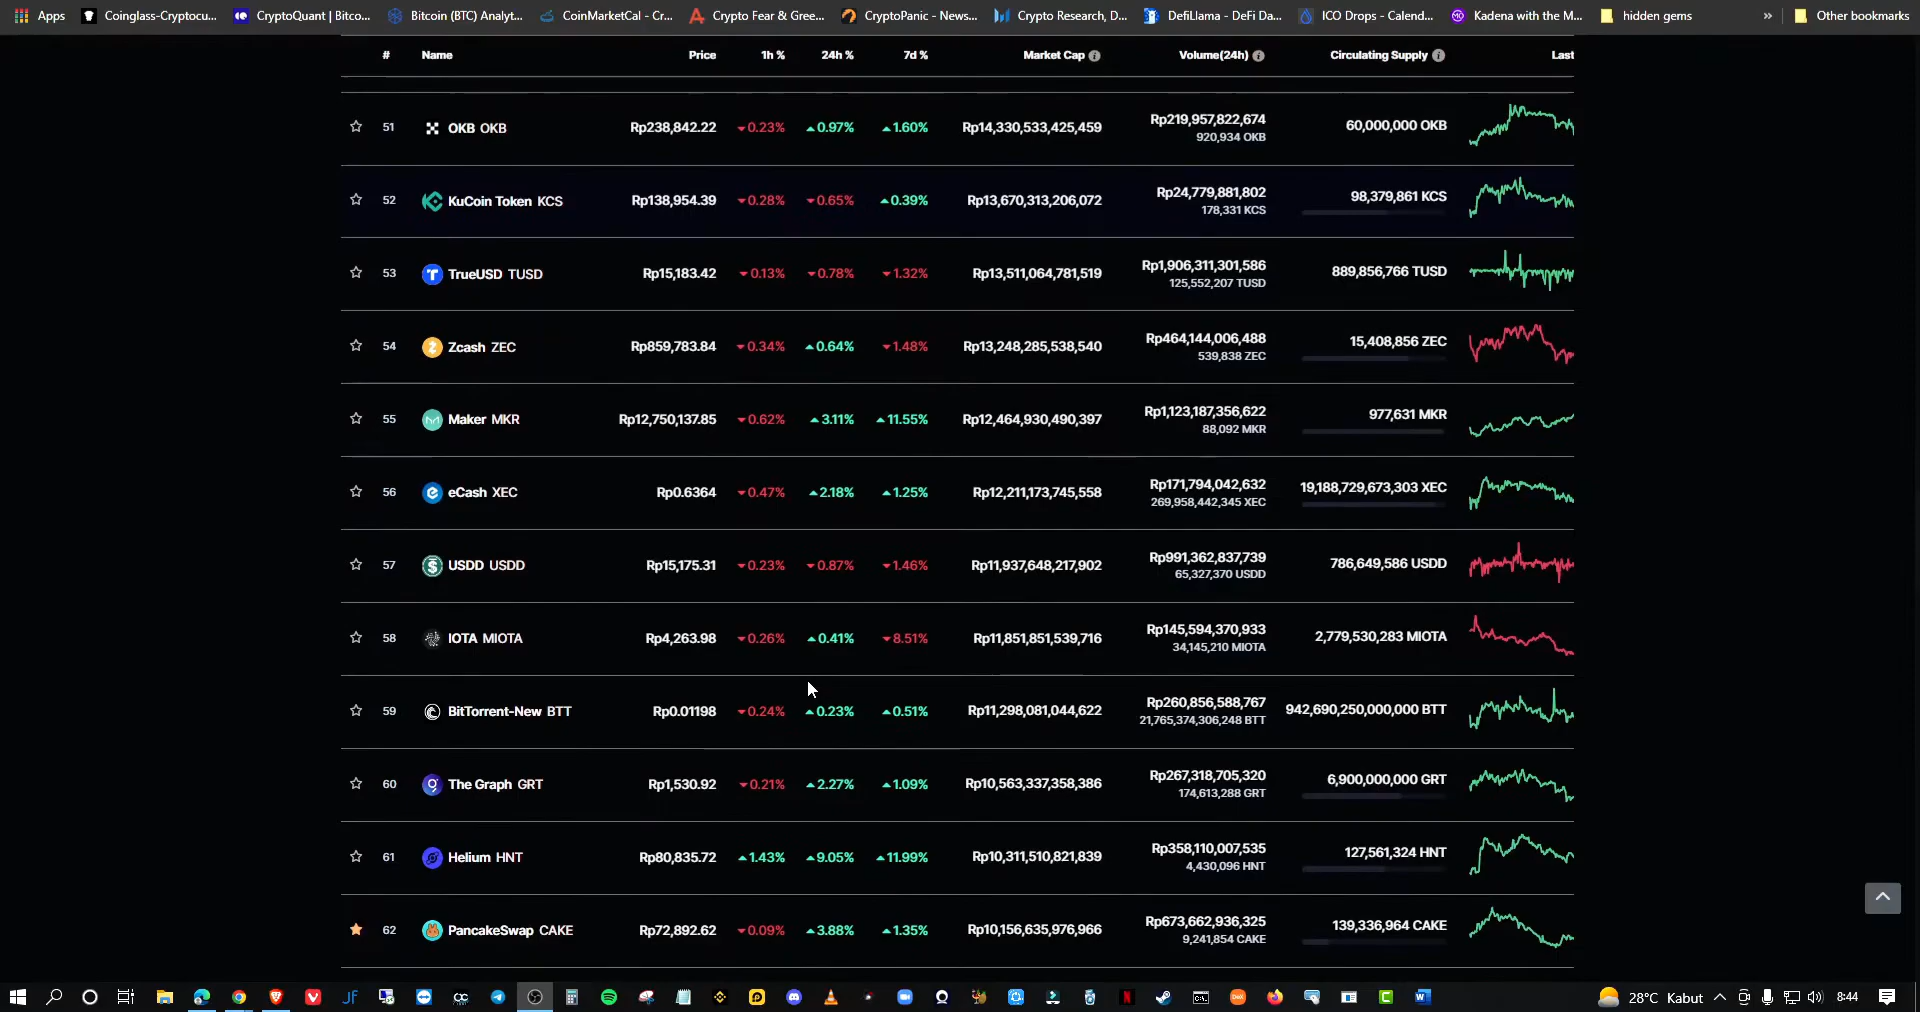 Apps Coinglass-Cryptocu... CryptoQuant | Bitco... Bitcoin (BTC) Analyt... CoinMarketCal - Cr... Crypto Fear & Gree... CryptoPanic - News... Crypto Research, D... DefiLlama - DeFi Da... ICO Drops - Calend... Kadena with the M... hidden gems » Other bookmarks
# Name Price 1h % 24h % 7d % Market Cap Volume(24h) Circulating Supply Last
51 OKB OKB Rp238,842.22 0.23% 0.97% 1.60% Rp14,330,533,425,459 Rp219,957,822,674 60,000,000 OKB
920,934 OKB
52 KuCoin Token KCS Rp138,954.39 0.28% 0.65% 0.39% Rp13,670,313,206,072 Rp24,779,881,802 98,379,861 KCS
178,331 KCS
53 TrueUSD TUSD Rp15,183.42 0.13% 0.78% 1.32% Rp13,511,064,781,519 Rp1,906,311,301,586 889,856,766 TUSD
125,552,207 TUSD
54 Zcash ZEC Rp859,783.84 0.34% 0.64% 1.48% Rp13,248,285,538,540 Rp464,144,006,488 15,408,856 ZEC
539,838 ZEC
55 Maker MKR Rp12,750,137.85 0.62% 3.11% 11.55% Rp12,464,930,490,397 Rp1,123,187,356,622 977,631 MKR
88,092 MKR
56 eCash XEC Rp0.6364 0.47% 2.18% 1.25% Rp12,211,173,745,558 Rp171,794,042,632 19,188,729,673,303 XEC
269,958,442,345 XEC
57 USDD USDD Rp15,175.31 0.23% 0.87% 1.46% Rp11,937,648,217,902 Rp991,362,837,739 786,649,586 USDD
65,327,370 USDD
58 IOTA MIOTA Rp4,263.98 0.26% 0.41% 8.51% Rp11,851,851,539,716 Rp145,594,370,933 2,779,530,283 MIOTA
34,145,210 MIOTA
59 BitTorrent-New BTT Rp0.01198 0.24% 0.23% 0.51% Rp11,298,081,044,622 Rp260,856,588,767 942,690,250,000,000 BTT
21,765,374,306,248 BTT
60 The Graph GRT Rp1,530.92 0.21% 2.27% 1.09% Rp10,563,337,358,386 Rp267,318,705,320 6,900,000,000 GRT
174,613,288 GRT
61 Helium HNT Rp80,835.72 1.43% 9.05% 11.99% Rp10,311,510,821,839 Rp358,110,007,535 127,561,324 HNT
4,430,096 HNT
62 PancakeSwap CAKE Rp72,892.62 0.09% 3.88% 1.35% Rp10,156,635,976,966 Rp673,662,936,325 139,336,964 CAKE
9,241,854 CAKE
28°C Kabut 8:44